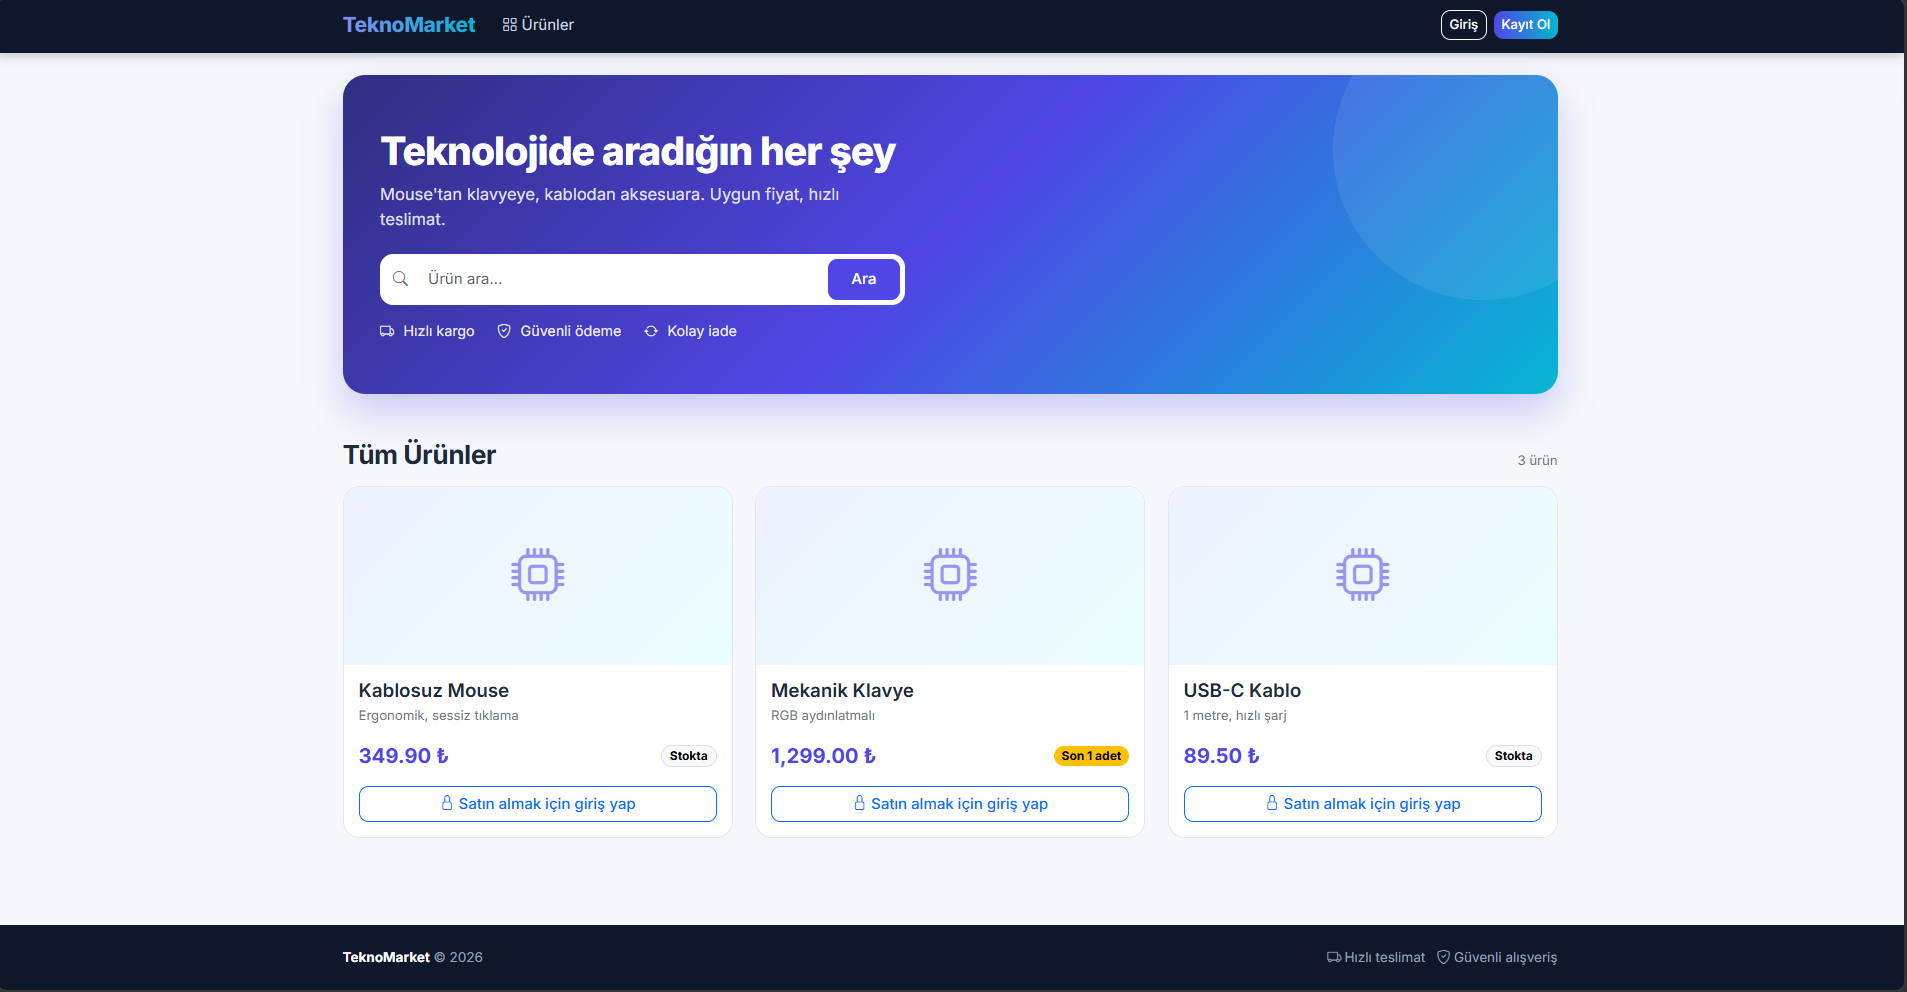 TeknoMarket
Ürünler
Giriş
Kayıt Ol
Teknolojide aradığın her şey
Mouse'tan klavyeye, kablodan aksesuara. Uygun fiyat, hızlı
teslimat.
Ürün ara...
Ara
Hızlı kargo
Güvenli ödeme
Kolay iade
Tüm Ürünler
3 ürün
Kablosuz Mouse
Ergonomik, sessiz tıklama
349.90 ₺
Stokta
Satın almak için giriş yap
Mekanik Klavye
RGB aydınlatmalı
1,299.00 ₺
Son 1 adet
Satın almak için giriş yap
USB-C Kablo
1 metre, hızlı şarj
89.50 ₺
Stokta
Satın almak için giriş yap
TeknoMarket © 2026
Hızlı teslimat
Güvenli alışveriş